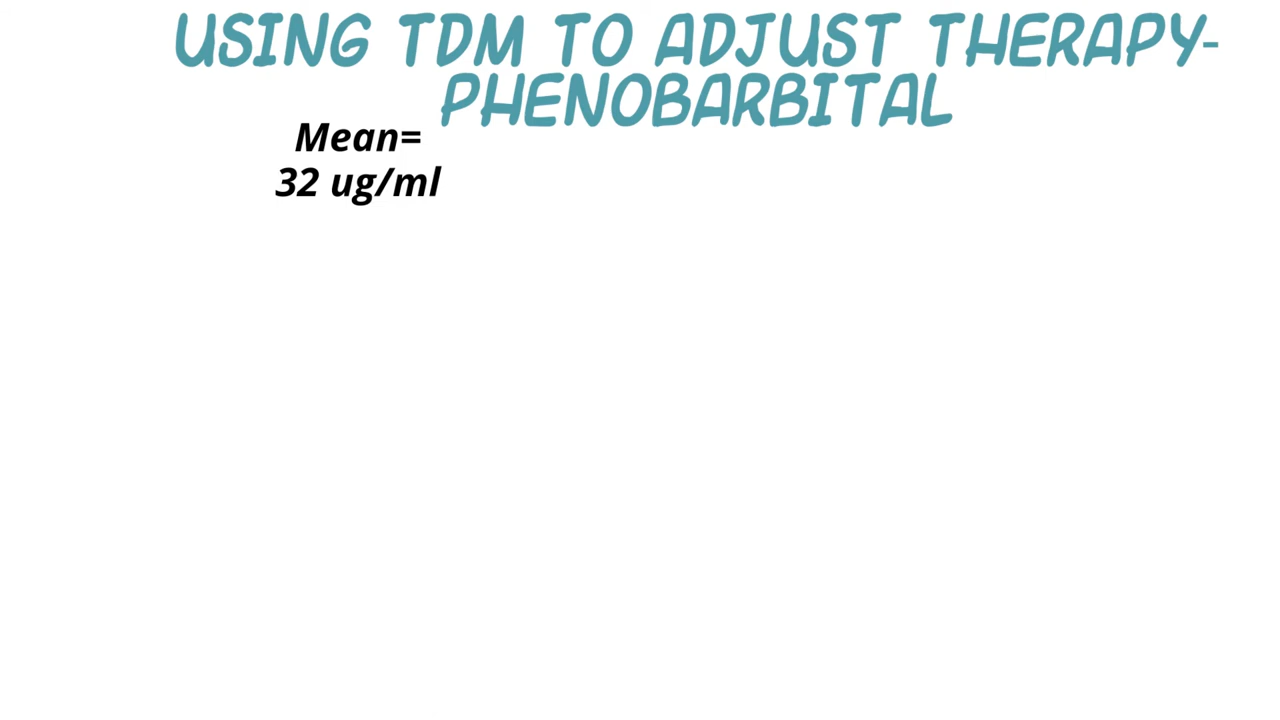 USING TDM TO ADJUST THERAPY-
PHENOBARBITAL
Mean=
32 ug/ml